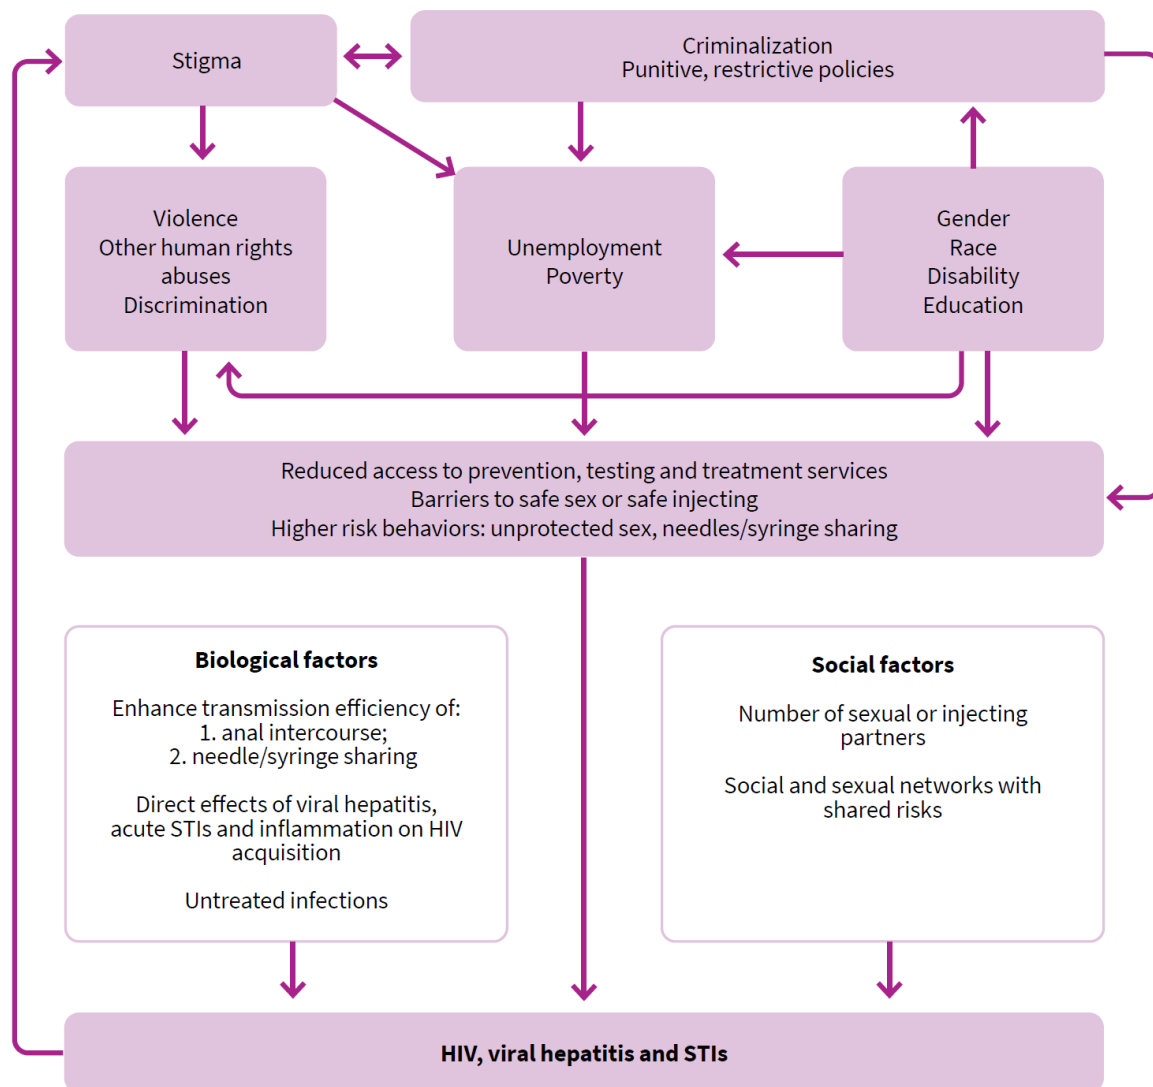 Stigma
Criminalization
Punitive, restrictive policies
Violence
Other human rights
abuses
Discrimination
Unemployment
Poverty
Gender
Race
Disability
Education
Reduced access to prevention, testing and treatment services
Barriers to safe sex or safe injecting
Higher risk behaviors: unprotected sex, needles/syringe sharing
Biological factors
Enhance transmission efficiency of:
1. anal intercourse;
2. needle/syringe sharing
Direct effects of viral hepatitis,
acute STIs and inflammation on HIV
acquisition
Untreated infections
Social factors
Number of sexual or injecting
partners
Social and sexual networks with
shared risks
HIV, viral hepatitis and STIs